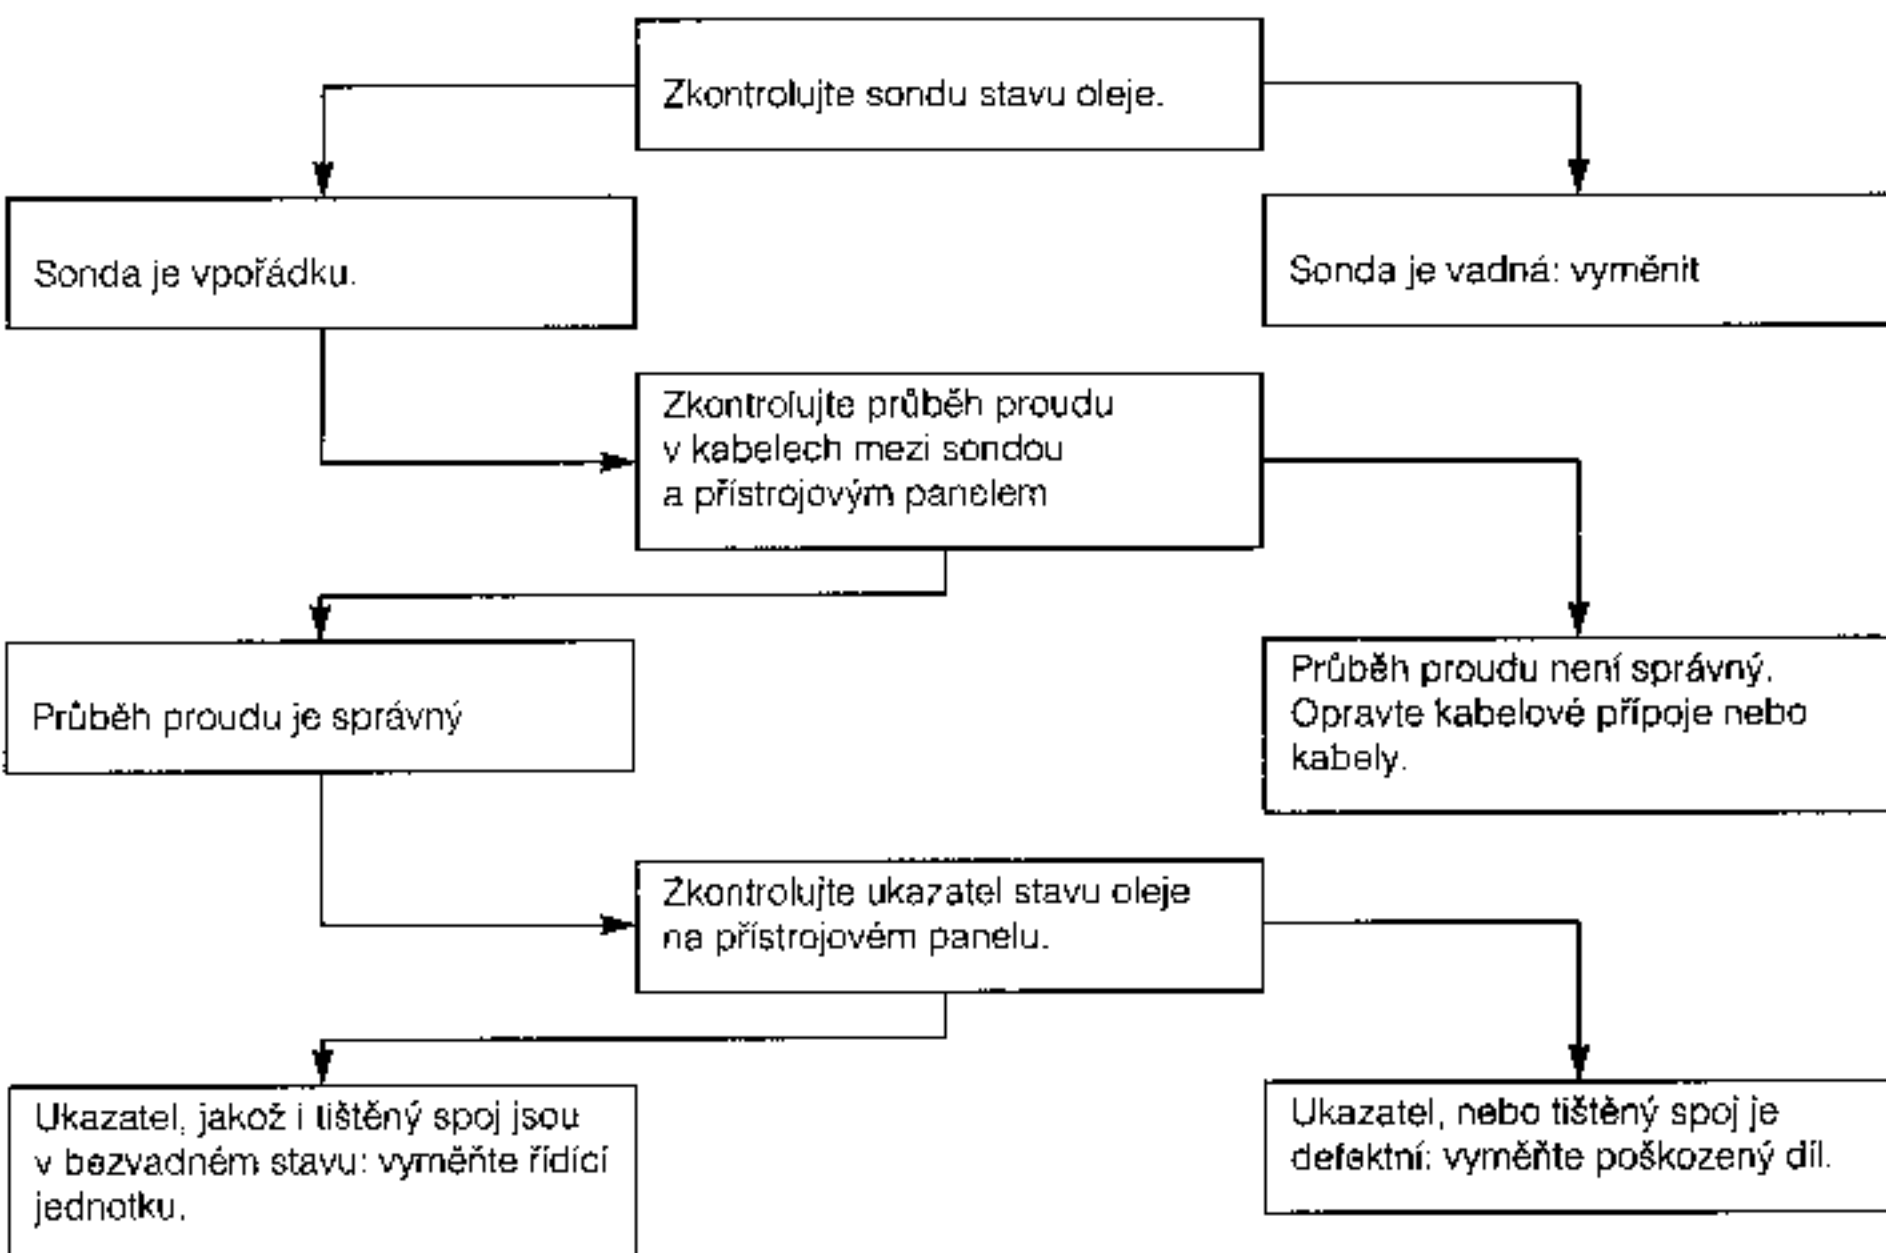 Zkontrolujte sondu stavu oleje.
Sonda je vpořádku.
Sonda je vadná: vyměnit
Zkontrolujte průběh proudu
v kabelech mezi sondou
a přístrojovým panelem
Průběh proudu je správný
Průběh proudu není správný.
Opravte kabelové přípoje nebo
kabely.
Zkontrolujte ukazatel stavu oleje
na přístrojovém panelu.
Ukazatel, jakož i tištěný spoj jsou
v bezvadném stavu: vyměňte řídící
jednotku.
Ukazatel, nebo tištěný spoj je
defektní: vyměňte poškozený díl.